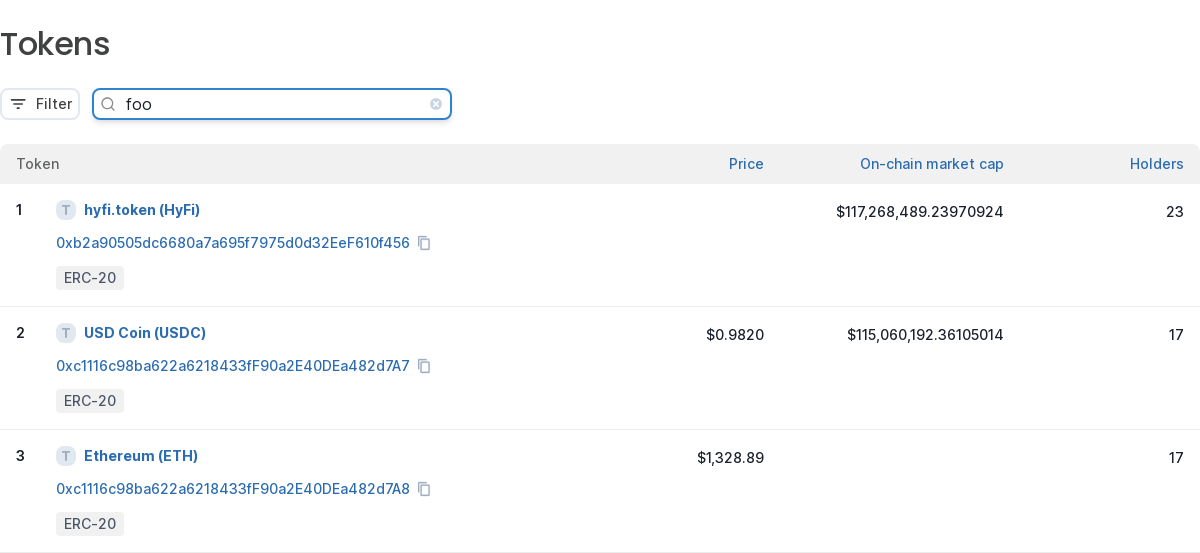 Tokens
Filter
foo
Token Price On-chain market cap Holders
1 T hyfi.token (HyFi) $117,268,489.23970924 23
0xb2a90505dc6680a7a695f7975d0d32EeF610f456
ERC-20
2 T USD Coin (USDC) $0.9820 $115,060,192.36105014 17
0xc1116c98ba622a6218433fF90a2E40DEa482d7A7
ERC-20
3 T Ethereum (ETH) $1,328.89 17
0xc1116c98ba622a6218433fF90a2E40DEa482d7A8
ERC-20